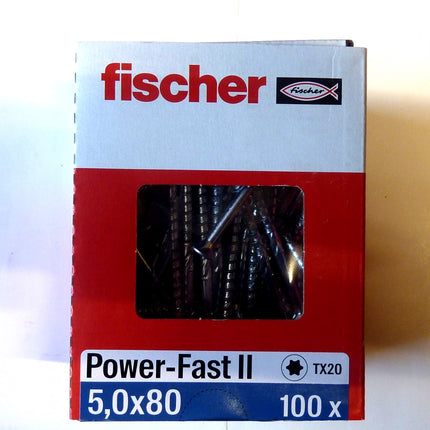 fischer fischer
Power-Fast II TX20
5,0x80 100 x